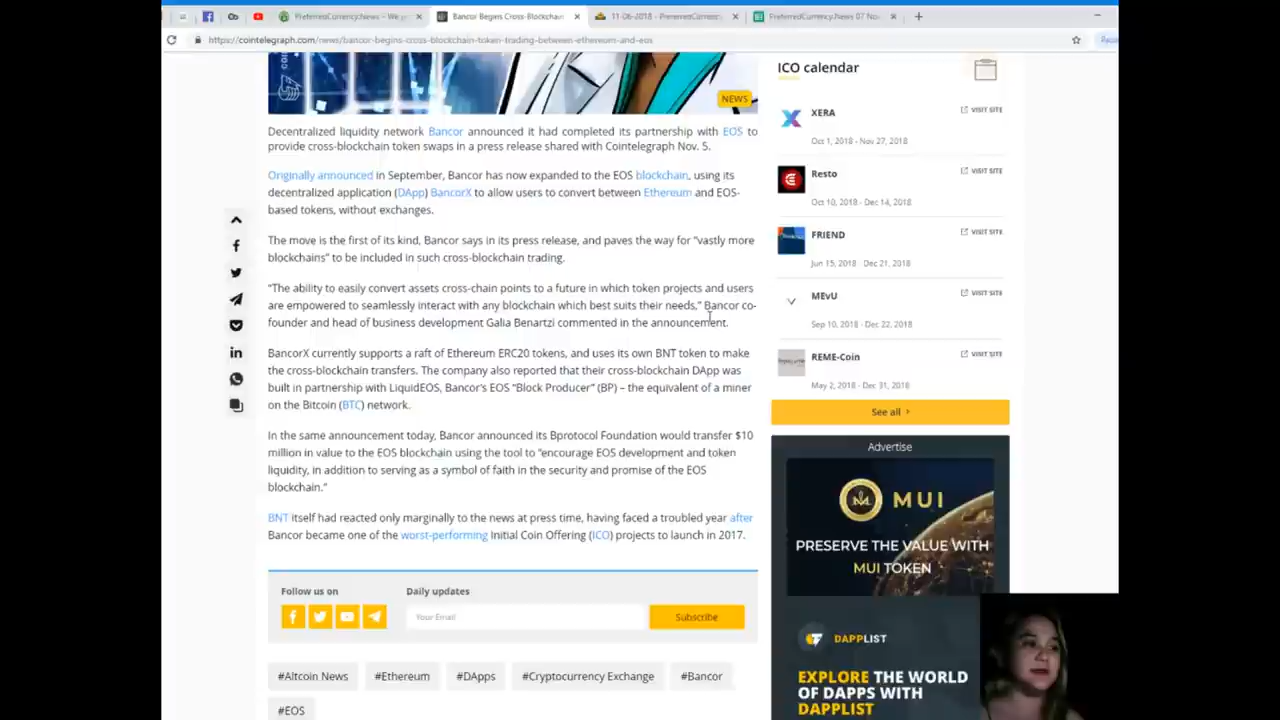 PreferredCurrency.News – We pr
Bancor Begins Cross-Blockchain
11-06-2018 - PreferredCurrenc
PreferredCurrency.News 07 Nov
https://cointelegraph.com/news/bancor-begins-cross-blockchain-token-trading-between-ethereum-and-eos
NEWS
Decentralized liquidity network Bancor announced it had completed its partnership with EOS to
provide cross-blockchain token swaps in a press release shared with Cointelegraph Nov. 5.
Originally announced in September, Bancor has now expanded to the EOS blockchain, using its
decentralized application (DApp) BancorX to allow users to convert between Ethereum and EOS-
based tokens, without exchanges.
The move is the first of its kind, Bancor says in its press release, and paves the way for “vastly more
blockchains” to be included in such cross-blockchain trading.
“The ability to easily convert assets cross-chain points to a future in which token projects and users
are empowered to seamlessly interact with any blockchain which best suits their needs,” Bancor co-
founder and head of business development Galia Benartzi commented in the announcement.
BancorX currently supports a raft of Ethereum ERC20 tokens, and uses its own BNT token to make
the cross-blockchain transfers. The company also reported that their cross-blockchain DApp was
built in partnership with LiquidEOS, Bancor's EOS “Block Producer” (BP) – the equivalent of a miner
on the Bitcoin (BTC) network.
In the same announcement today, Bancor announced its Bprotocol Foundation would transfer $10
million in value to the EOS blockchain using the tool to “encourage EOS development and token
liquidity, in addition to serving as a symbol of faith in the security and promise of the EOS
blockchain.”
BNT itself had reacted only marginally to the news at press time, having faced a troubled year after
Bancor became one of the worst-performing Initial Coin Offering (ICO) projects to launch in 2017.
Follow us on
Daily updates
Your Email
Subscribe
#Altcoin News
#Ethereum
#DApps
#Cryptocurrency Exchange
#Bancor
#EOS
ICO calendar
XERA
VISIT SITE
Oct 1, 2018 - Nov 27, 2018
Resto
VISIT SITE
Oct 10, 2018 - Dec 14, 2018
FRIEND
VISIT SITE
Jun 15, 2018 - Dec 21, 2018
MEvU
VISIT SITE
Sep 10, 2018 - Dec 22, 2018
REME-Coin
VISIT SITE
May 2, 2018 - Dec 31, 2018
See all
Advertise
MUI
PRESERVE THE VALUE WITH
MUI TOKEN
DAPPLIST
EXPLORE THE WORLD
OF DAPPS WITH
DAPPLIST